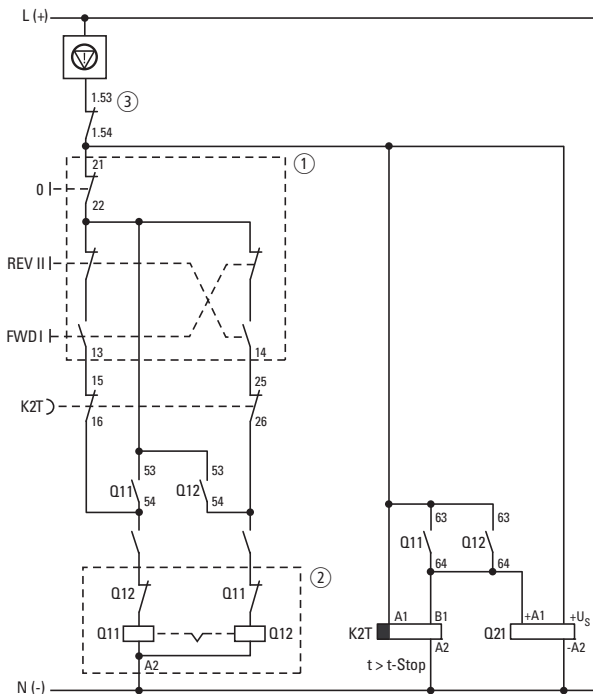 L (+)
1.53
3
1.54
21
1
0
22
REV II
FWD I
13
14
15
25
K2T
16
26
53
53
Q11
Q12
54
54
63
63
Q11
Q12
2
64
64
Q12
Q11
A1
B1
+A1
+US
Q11
Q12
K2T
Q21
A2
-A2
A2
t > t-Stop
N (-)